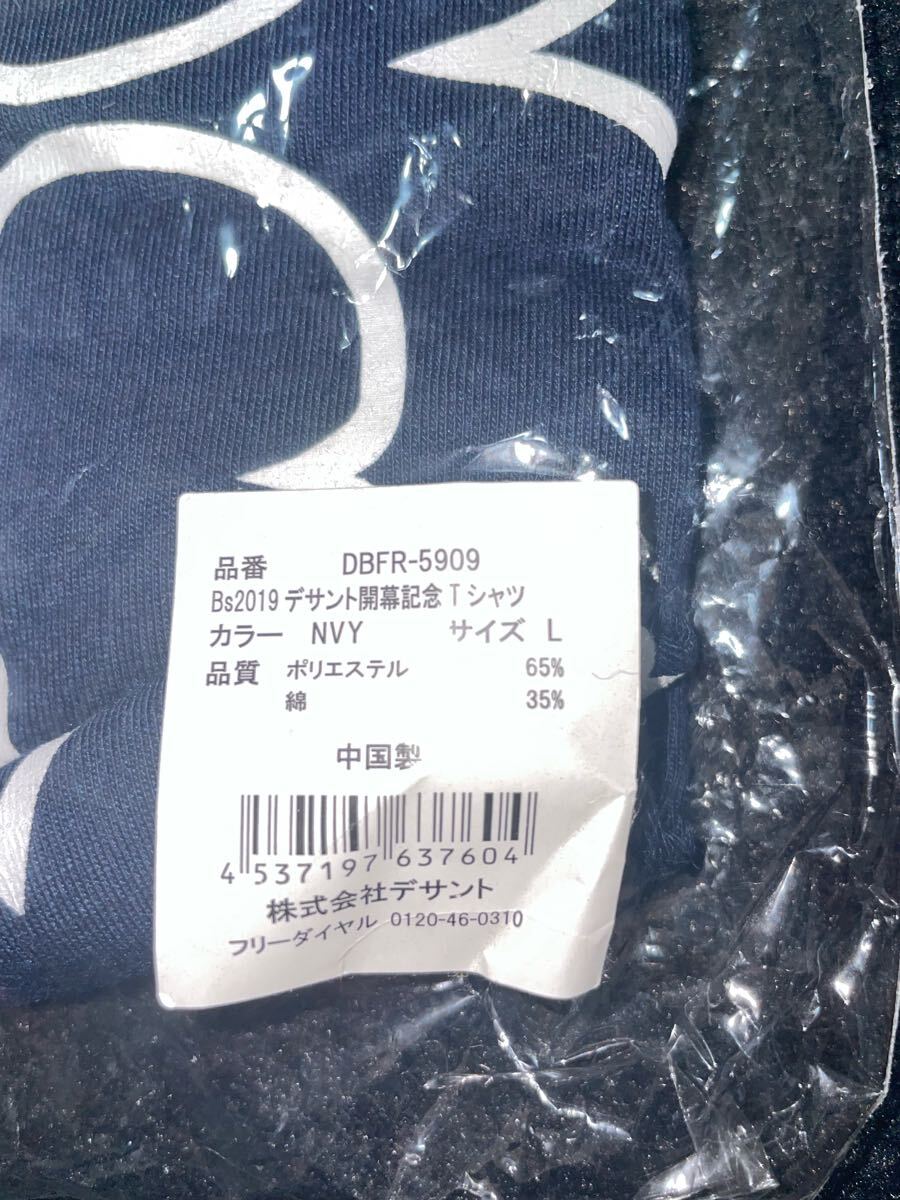 品番 DBFR-5909
Bs2019 デサント開幕記念 T シャツ
カラー NVY サイズ L
品質 ポリエステル 65%
綿 35%
中国製
4 537197 637604
株式会社デサント
フリーダイヤル 0120-46-0310